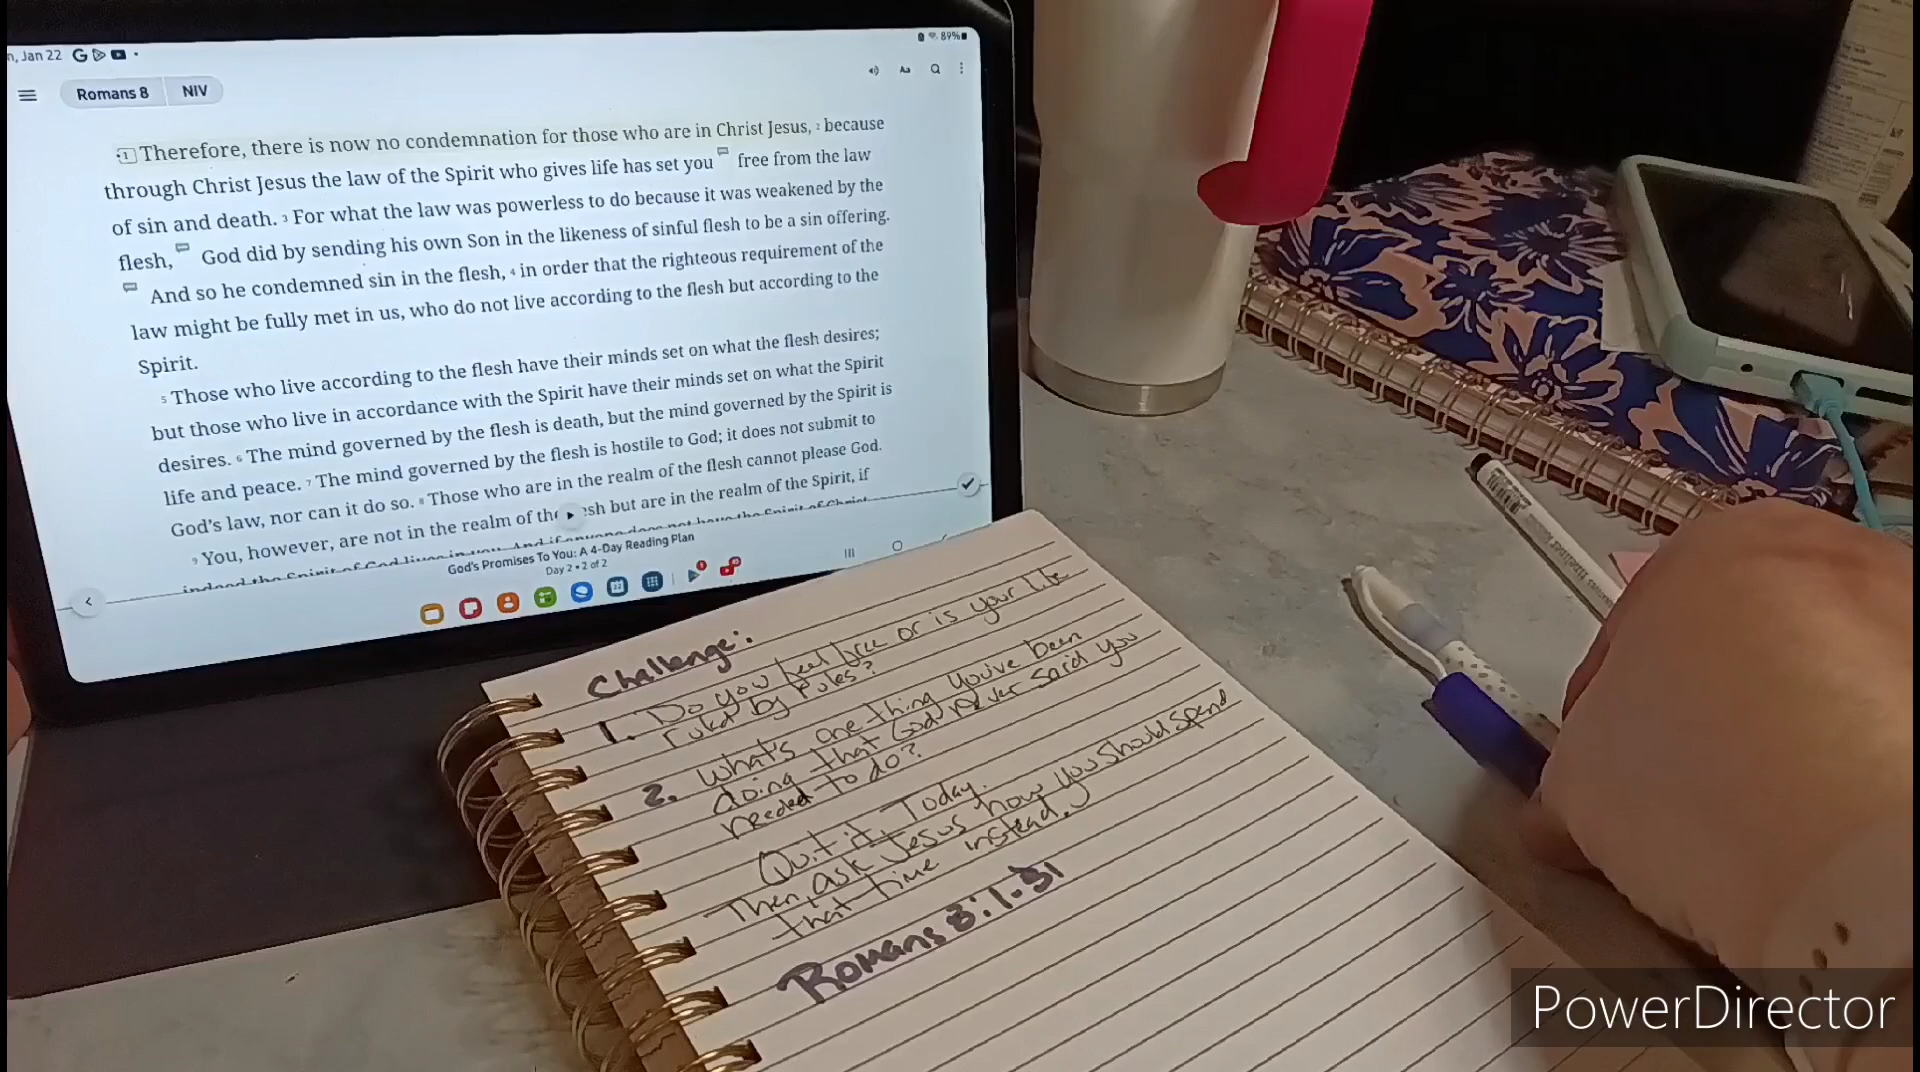 Jan 22
89%
Romans 8 NIV
1 Therefore, there is now no condemnation for those who are in Christ Jesus, 2 because
through Christ Jesus the law of the Spirit who gives life has set you free from the law
of sin and death. 3 For what the law was powerless to do because it was weakened by the
flesh, God did by sending his own Son in the likeness of sinful flesh to be a sin offering.
And so he condemned sin in the flesh, 4 in order that the righteous requirement of the
law might be fully met in us, who do not live according to the flesh but according to the
Spirit.
5 Those who live according to the flesh have their minds set on what the flesh desires;
but those who live in accordance with the Spirit have their minds set on what the Spirit
desires. 6 The mind governed by the flesh is death, but the mind governed by the Spirit is
life and peace. 7 The mind governed by the flesh is hostile to God; it does not submit to
God's law, nor can it do so. 8 Those who are in the realm of the flesh cannot please God.
9 You, however, are not in the realm of the flesh but are in the realm of the Spirit, if
God's Promises To You: A 4-Day Reading Plan
Day 2 • 2 of 2
Challenge:
1. Do you feel free or is your life
ruled by rules?
2. What's one thing you've been
doing that God never said you
needed to do?
Quit it. Today.
Then, ask Jesus how you should spend
that time instead.
Romans 8:1-31
PowerDirector